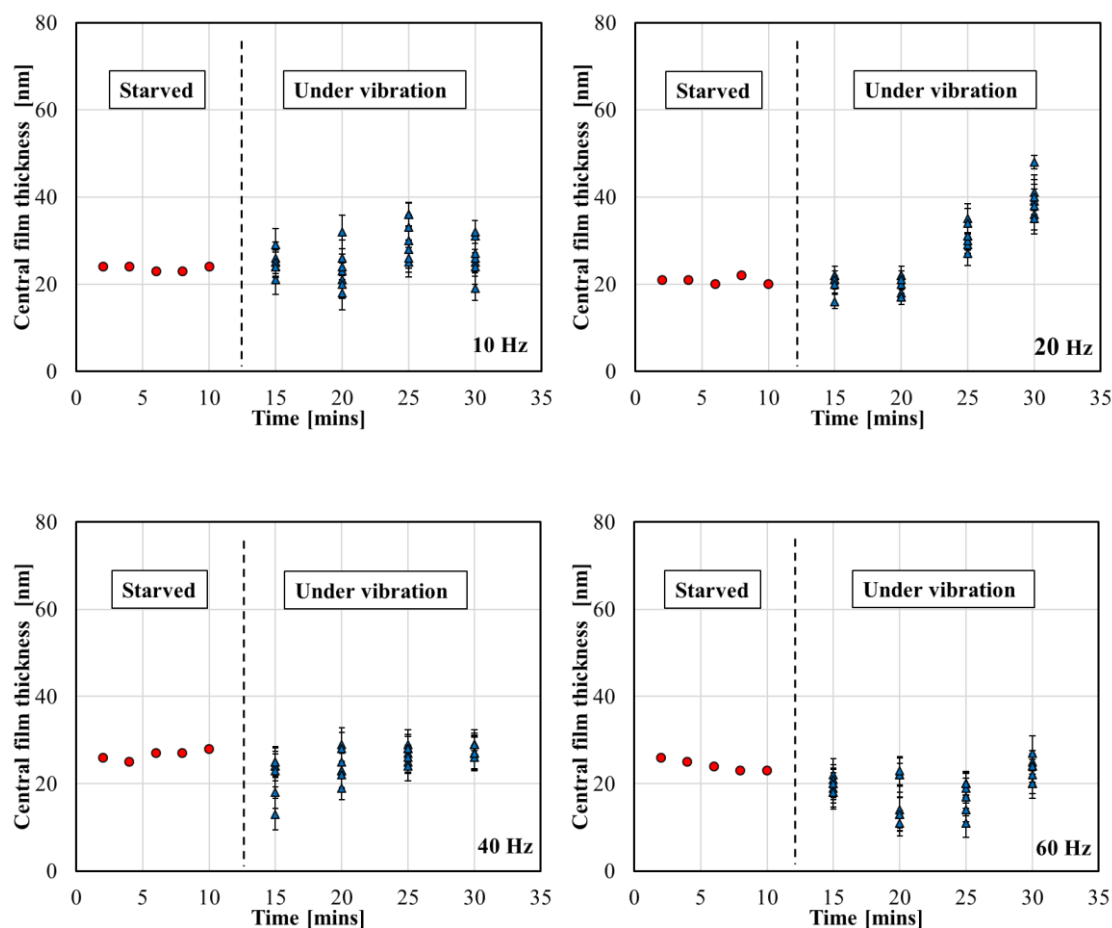 Central film thickness [nm]
80
60
40
20
0
Starved
Under vibration
10 Hz
0 5 10 15 20 25 30 35
Time [mins]
Central film thickness [nm]
80
60
40
20
0
Starved
Under vibration
20 Hz
0 5 10 15 20 25 30 35
Time [mins]
Central film thickness [nm]
80
60
40
20
0
Starved
Under vibration
40 Hz
0 5 10 15 20 25 30 35
Time [mins]
Central film thickness [nm]
80
60
40
20
0
Starved
Under vibration
60 Hz
0 5 10 15 20 25 30 35
Time [mins]